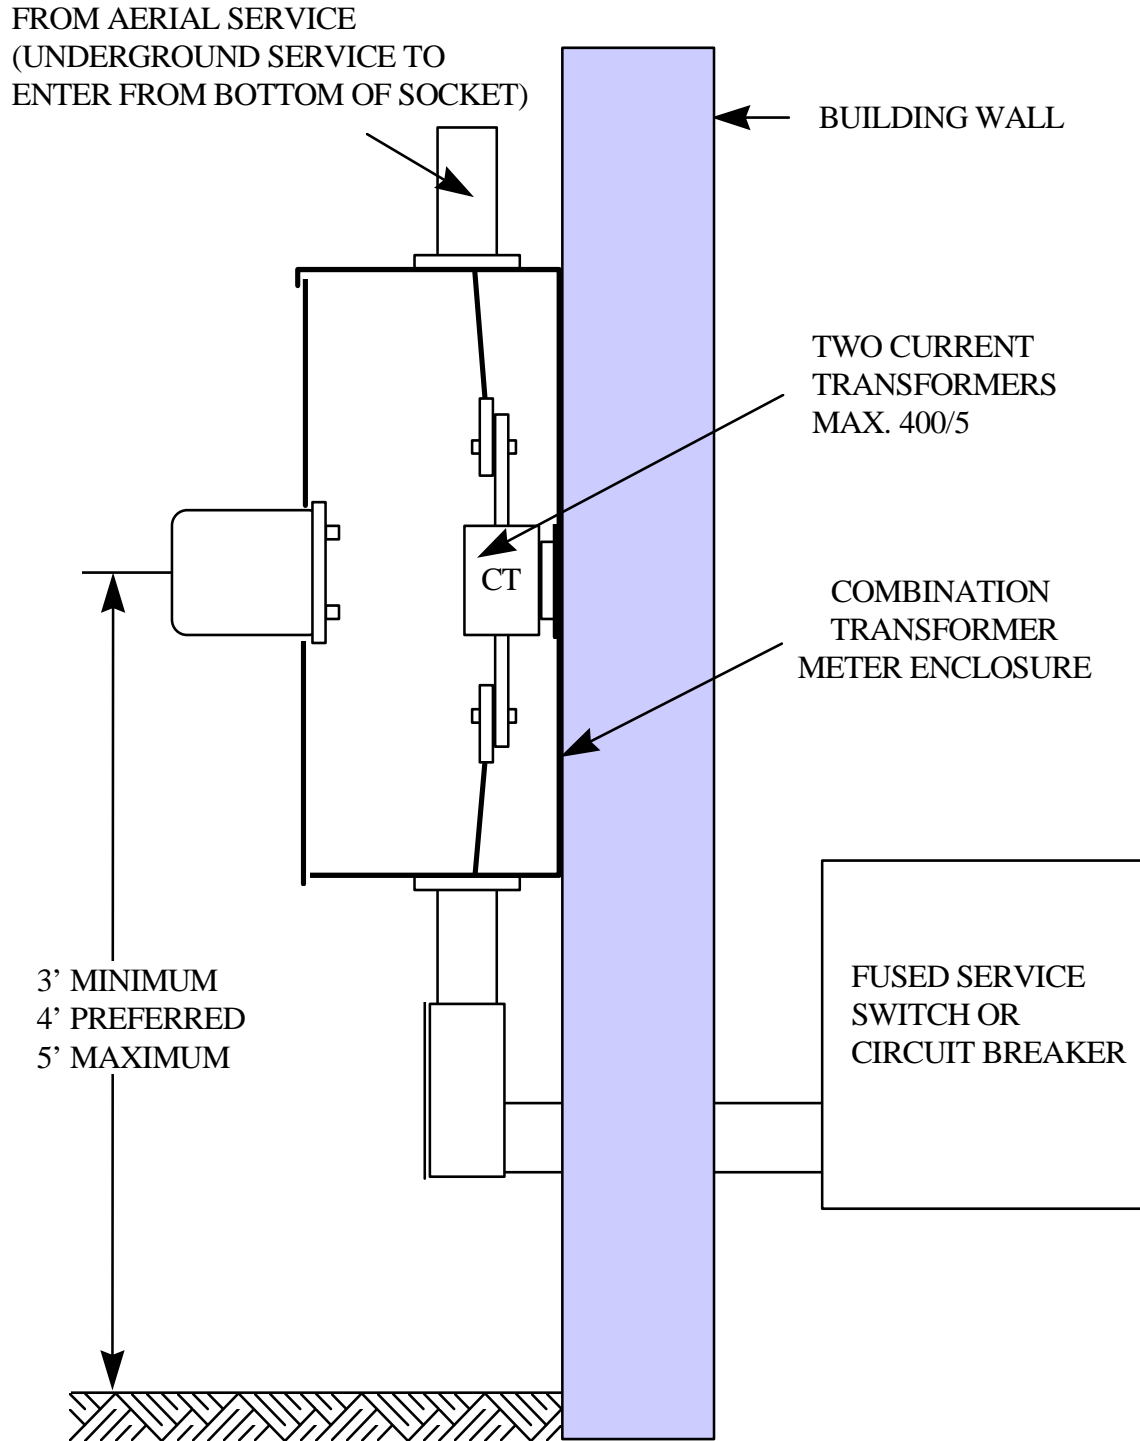 FROM AERIAL SERVICE
(UNDERGROUND SERVICE TO
ENTER FROM BOTTOM OF SOCKET)
BUILDING WALL
TWO CURRENT
TRANSFORMERS
MAX. 400/5
CT
COMBINATION
TRANSFORMER
METER ENCLOSURE
3’ MINIMUM
4’ PREFERRED
5’ MAXIMUM
FUSED SERVICE
SWITCH OR
CIRCUIT BREAKER